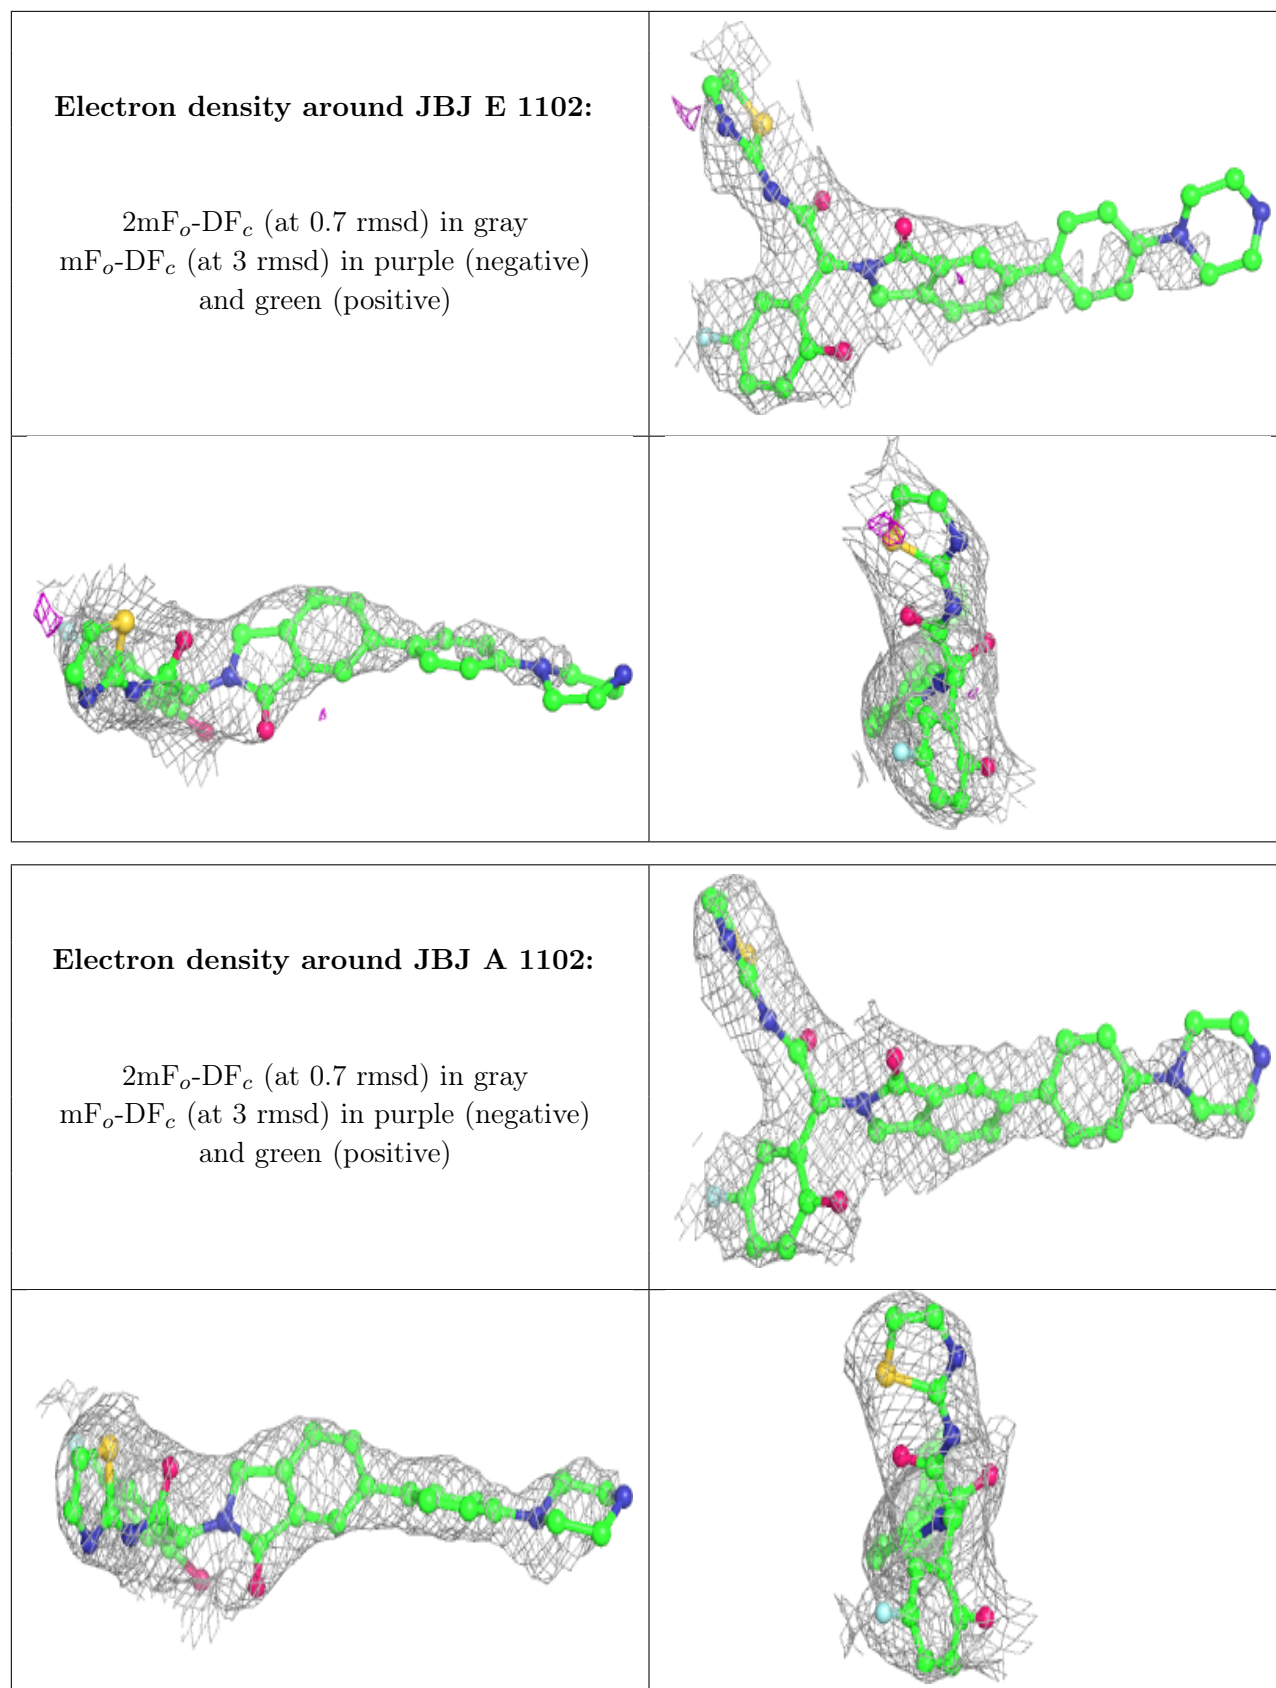 Electron density around JBJ E 1102:
2mFo-DFc (at 0.7 rmsd) in gray
mFo-DFc (at 3 rmsd) in purple (negative)
and green (positive)
Electron density around JBJ A 1102:
2mFo-DFc (at 0.7 rmsd) in gray
mFo-DFc (at 3 rmsd) in purple (negative)
and green (positive)